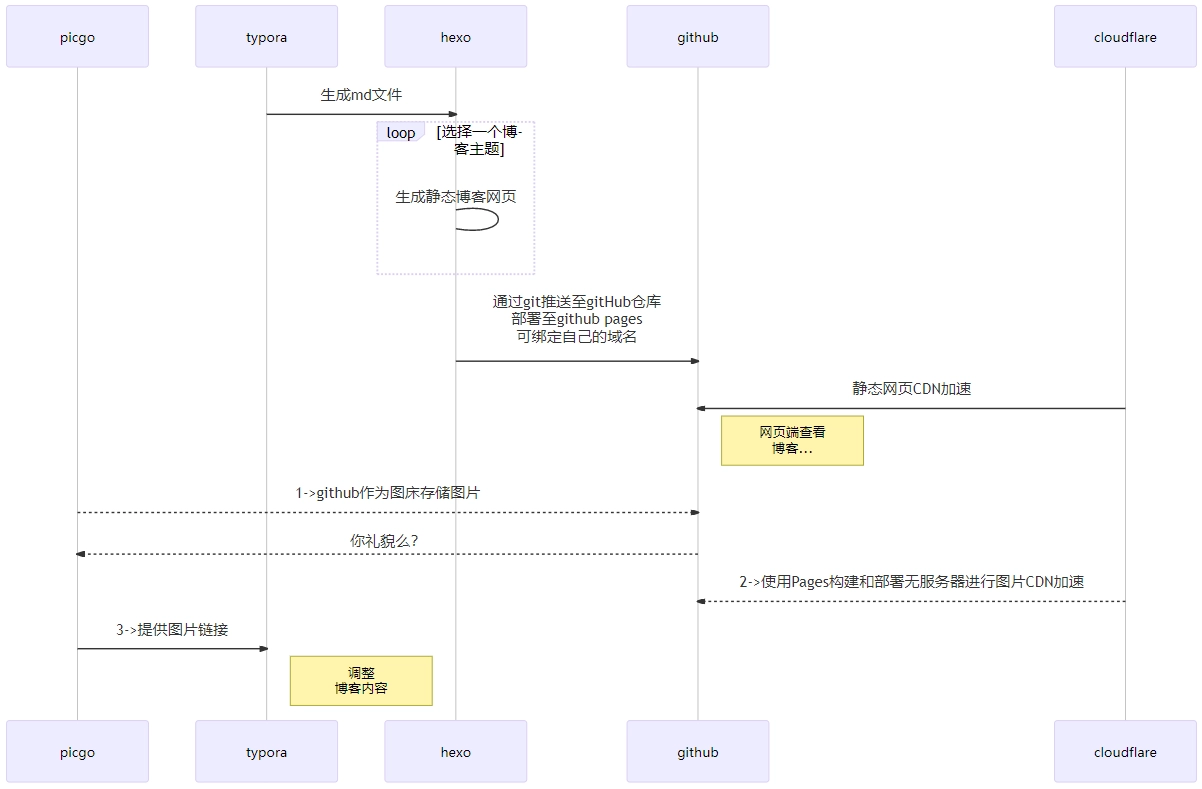 picgo
typora
hexo
github
cloudflare
生成md文件
loop
[选择一个博-
客主题]
生成静态博客网页
通过git推送至gitHub仓库
部署至github pages
可绑定自己的域名
静态网页CDN加速
网页端查看
博客...
1->github作为图床存储图片
你礼貌么?
2->使用Pages构建和部署无服务器进行图片CDN加速
3->提供图片链接
调整
博客内容
picgo
typora
hexo
github
cloudflare